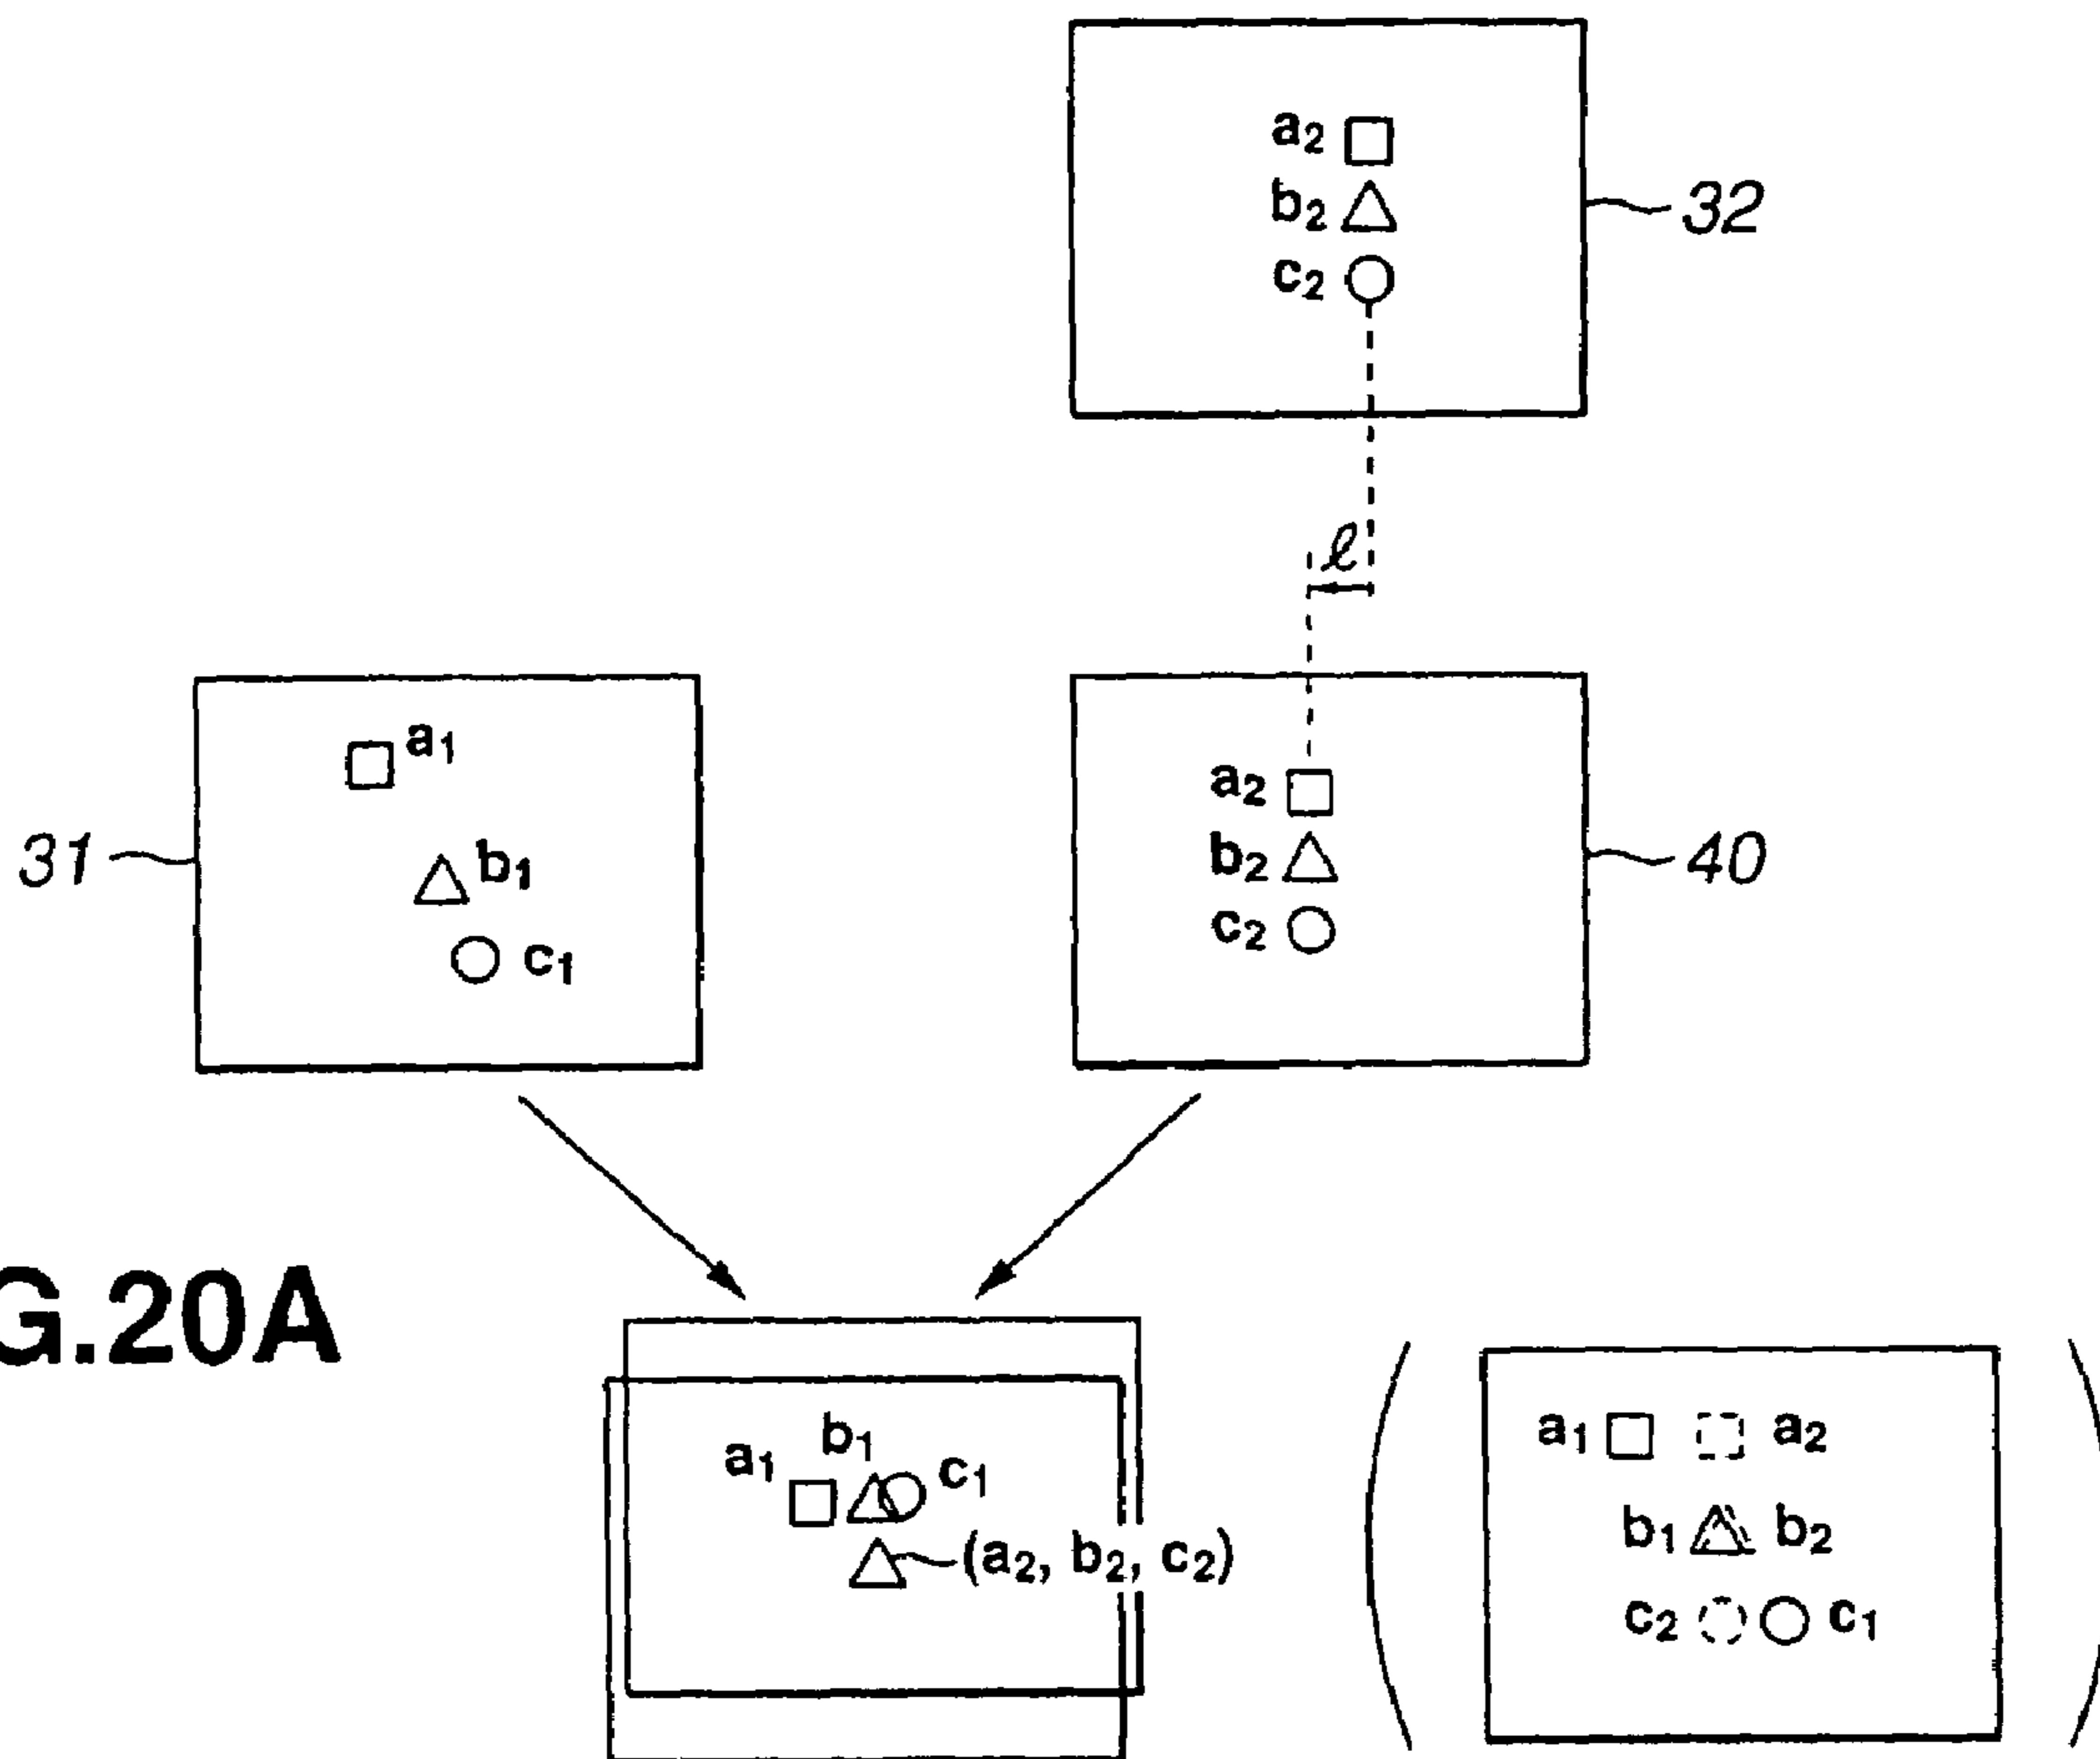 a₂
b₂
c₂
32
ℓ
a₁
b₁
c₁
31
a₂
b₂
c₂
40
G.20A
b₁
a₁
c₁
(a₂, b₂, c₂)
a₁ a₂
b₁ b₂
c₂ c₁